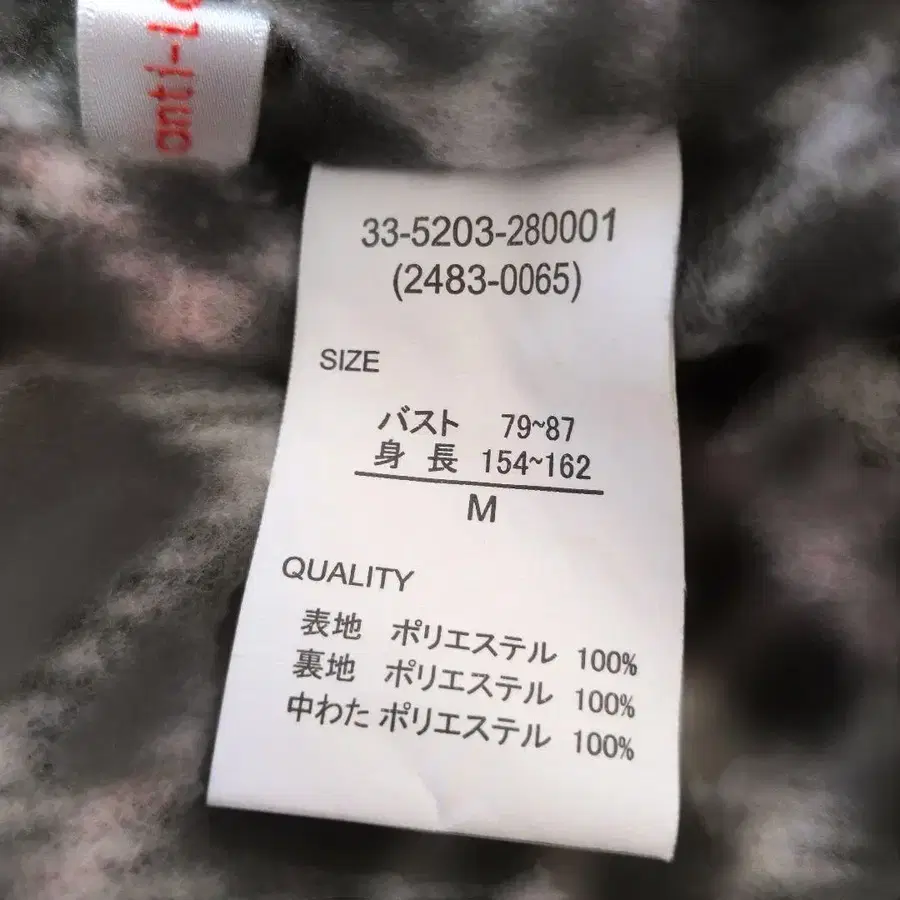 anti-
33-5203-280001
(2483-0065)
SIZE
バスト 79~87
身長 154~162
M
QUALITY
表地 ポリエステル 100%
裏地 ポリエステル 100%
中わた ポリエステル 100%